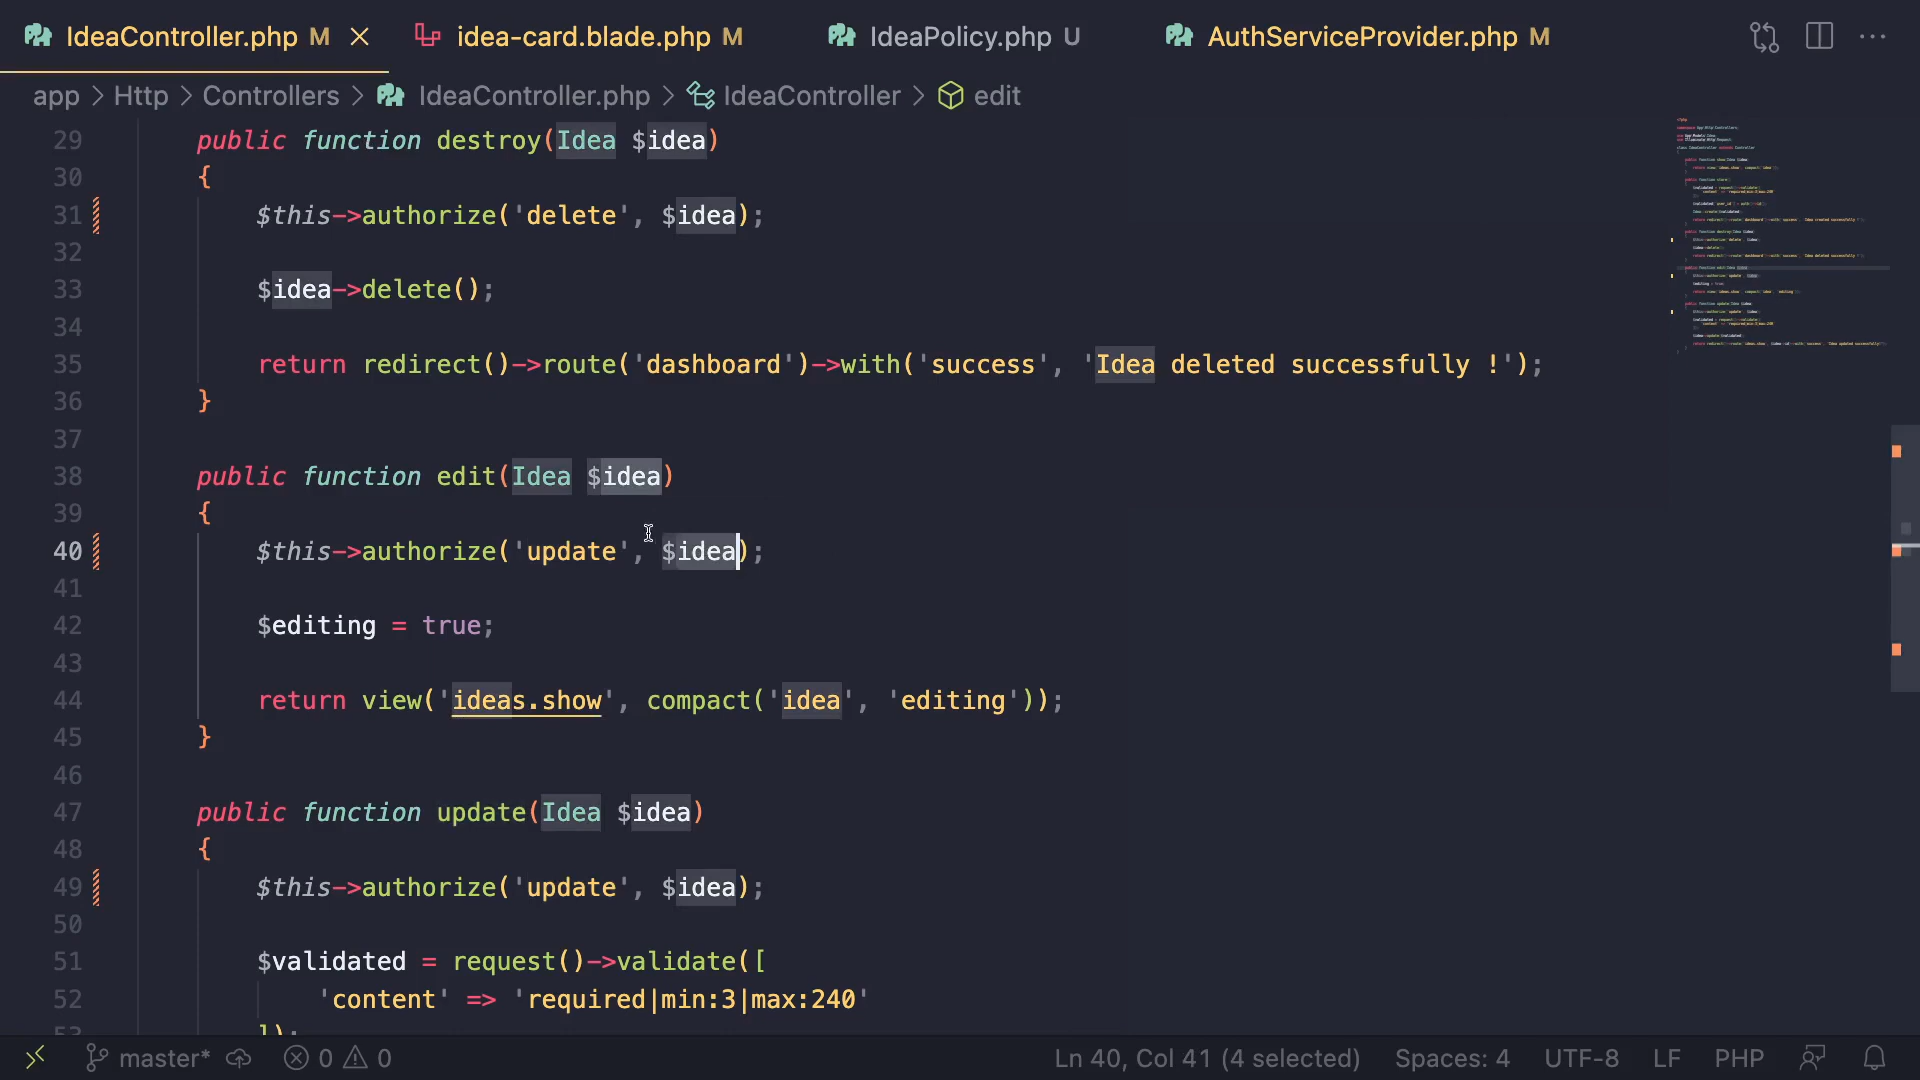 IdeaController.php M
idea-card.blade.php M
IdeaPolicy.php U
AuthServiceProvider.php M
app > Http > Controllers > IdeaController.php > IdeaController > edit
29 public function destroy(Idea $idea)
30 {
31 $this->authorize('delete', $idea);
32
33 $idea->delete();
34
35 return redirect()->route('dashboard')->with('success', 'Idea deleted successfully !');
36 }
37
38 public function edit(Idea $idea)
39 {
40 $this->authorize('update', $idea);
41
42 $editing = true;
43
44 return view('ideas.show', compact('idea', 'editing'));
45 }
46
47 public function update(Idea $idea)
48 {
49 $this->authorize('update', $idea);
50
51 $validated = request()->validate([
52 'content' => 'required|min:3|max:240'
53 ]);
master* 0 0 Ln 40, Col 41 (4 selected) Spaces: 4 UTF-8 LF PHP